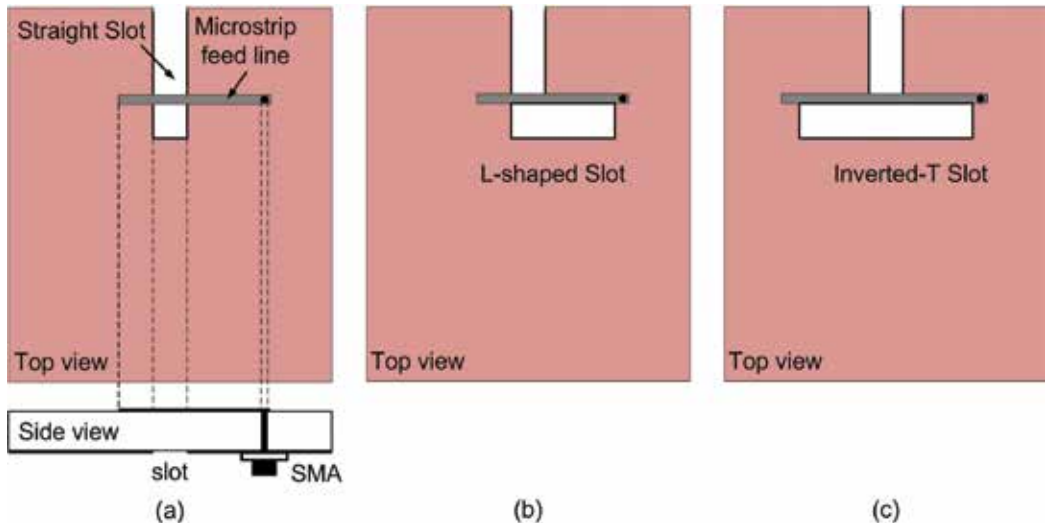 Straight Slot
Microstrip
feed line
Top view
Side view
slot
SMA
(a)
L-shaped Slot
Top view
(b)
Inverted-T Slot
Top view
(c)